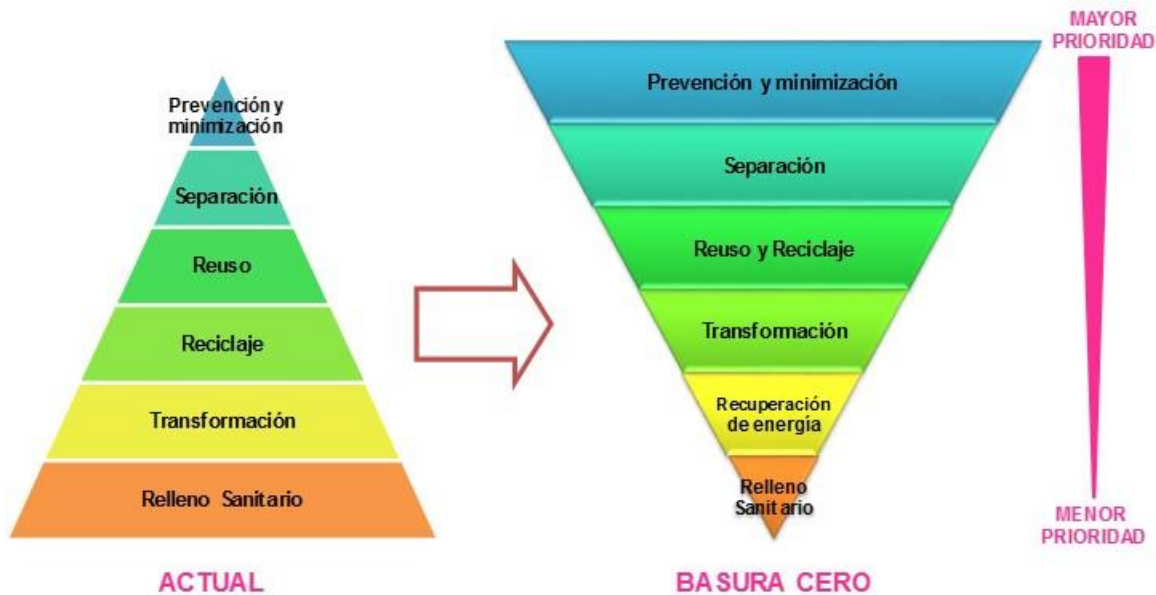 Prevención y
minimización
Separación
Reuso
Reciclaje
Transformación
Relleno Sanitario
ACTUAL
Prevención y minimización
Separación
Reuso y Reciclaje
Transformación
Recuperación
de energía
Relleno
Sanitario
BASURA CERO
MAYOR
PRIORIDAD
MENOR
PRIORIDAD